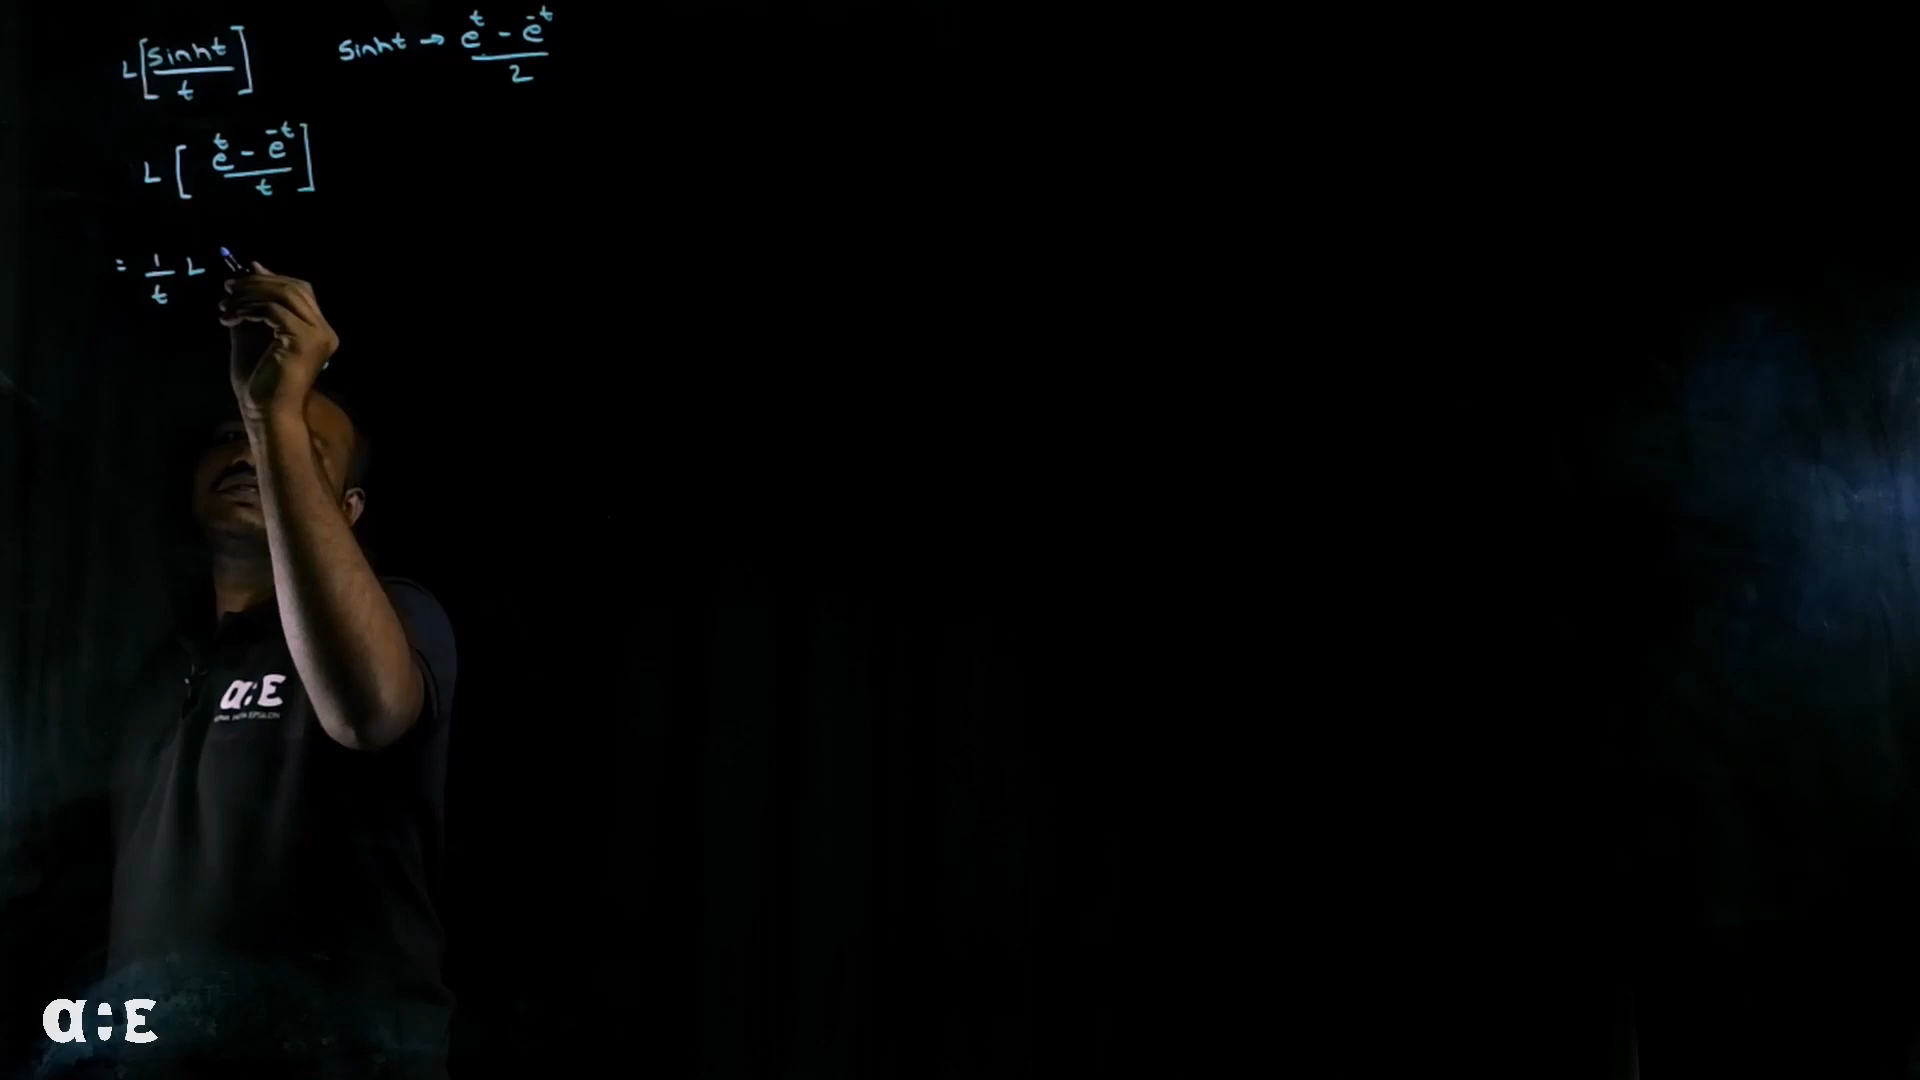 L[sinht/t] sinht → e^t - e^-t/2
L[e^t - e^-t/t]
= 1/t L
α:ε
α:ε